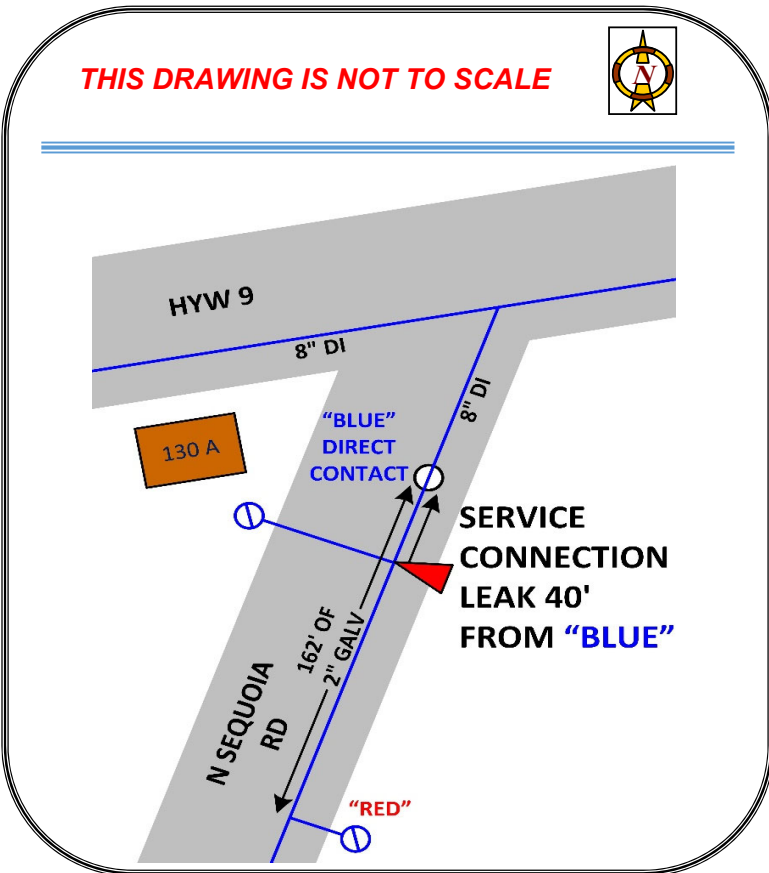 THIS DRAWING IS NOT TO SCALE
N
HYW 9
8" DI
8" DI
130 A
“BLUE”
DIRECT
CONTACT
SERVICE
CONNECTION
LEAK 40'
FROM “BLUE”
162' OF
2" GALV
N SEQUOIA
RD
“RED”